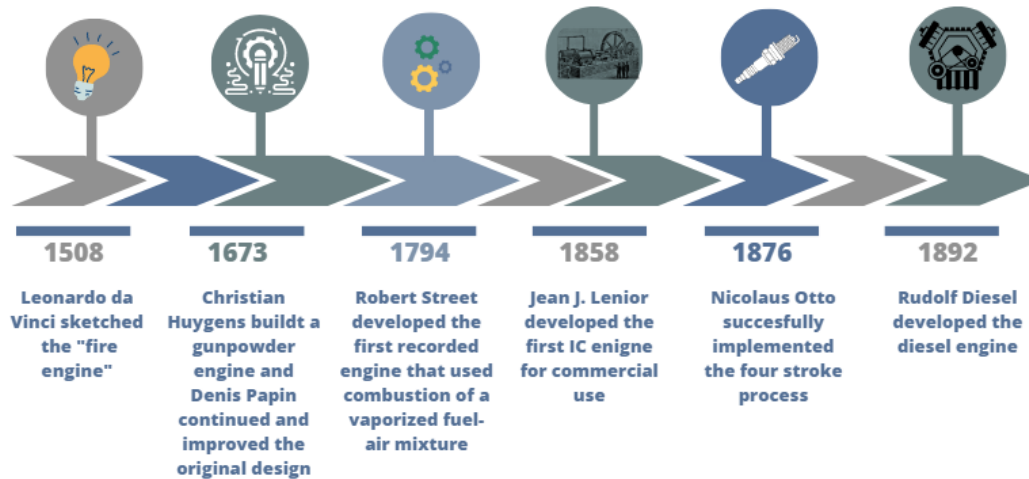 1508
Leonardo da
Vinci sketched
the "fire
engine"
1673
Christian
Huygens buildt a
gunpowder
engine and
Denis Papin
continued and
improved the
original design
1794
Robert Street
developed the
first recorded
engine that used
combustion of a
vaporized fuel-
air mixture
1858
Jean J. Lenior
developed the
first IC enigne
for commercial
use
1876
Nicolaus Otto
succesfully
implemented
the four stroke
process
1892
Rudolf Diesel
developed the
diesel engine